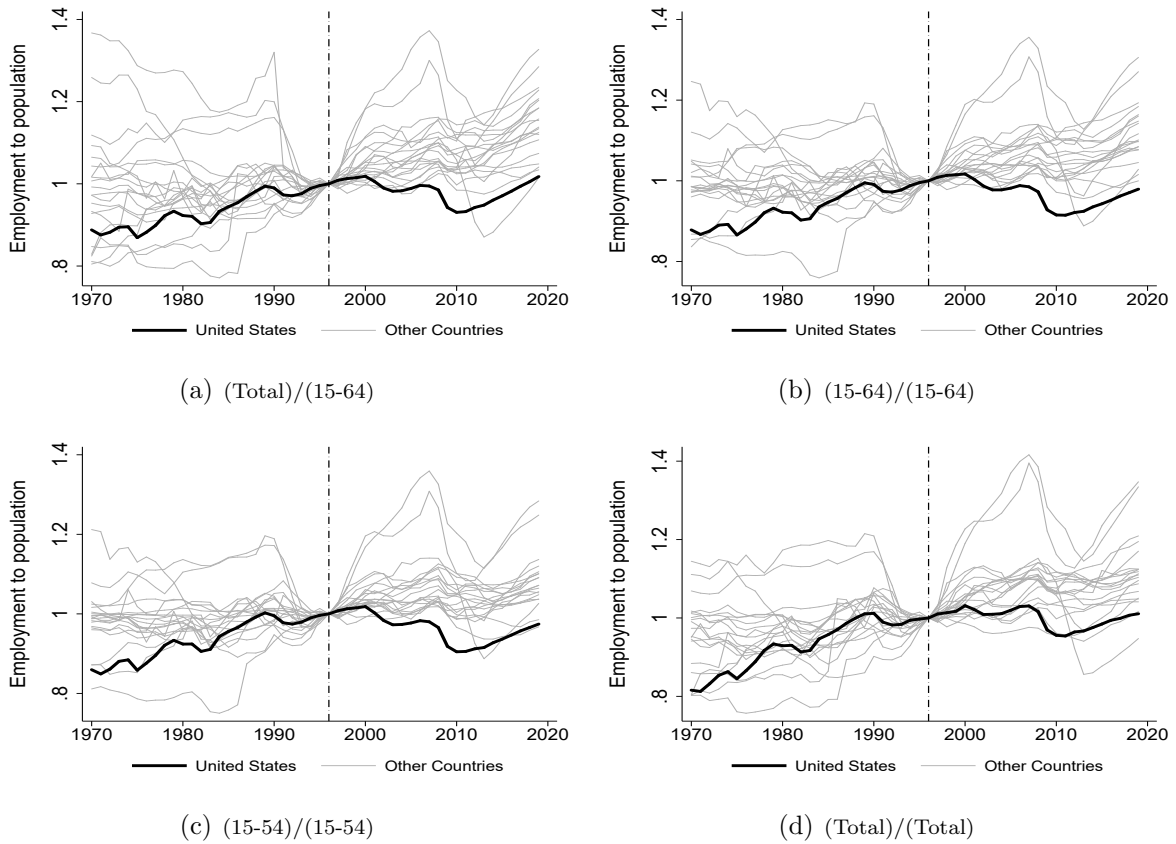 Employment to population
1.4
1.2
1
.8
1970 1980 1990 2000 2010 2020
United States Other Countries
(a) (Total)/(15-64)
Employment to population
1.4
1.2
1
.8
1970 1980 1990 2000 2010 2020
United States Other Countries
(b) (15-64)/(15-64)
Employment to population
1.4
1.2
1
.8
1970 1980 1990 2000 2010 2020
United States Other Countries
(c) (15-54)/(15-54)
Employment to population
1.4
1.2
1
.8
1970 1980 1990 2000 2010 2020
United States Other Countries
(d) (Total)/(Total)